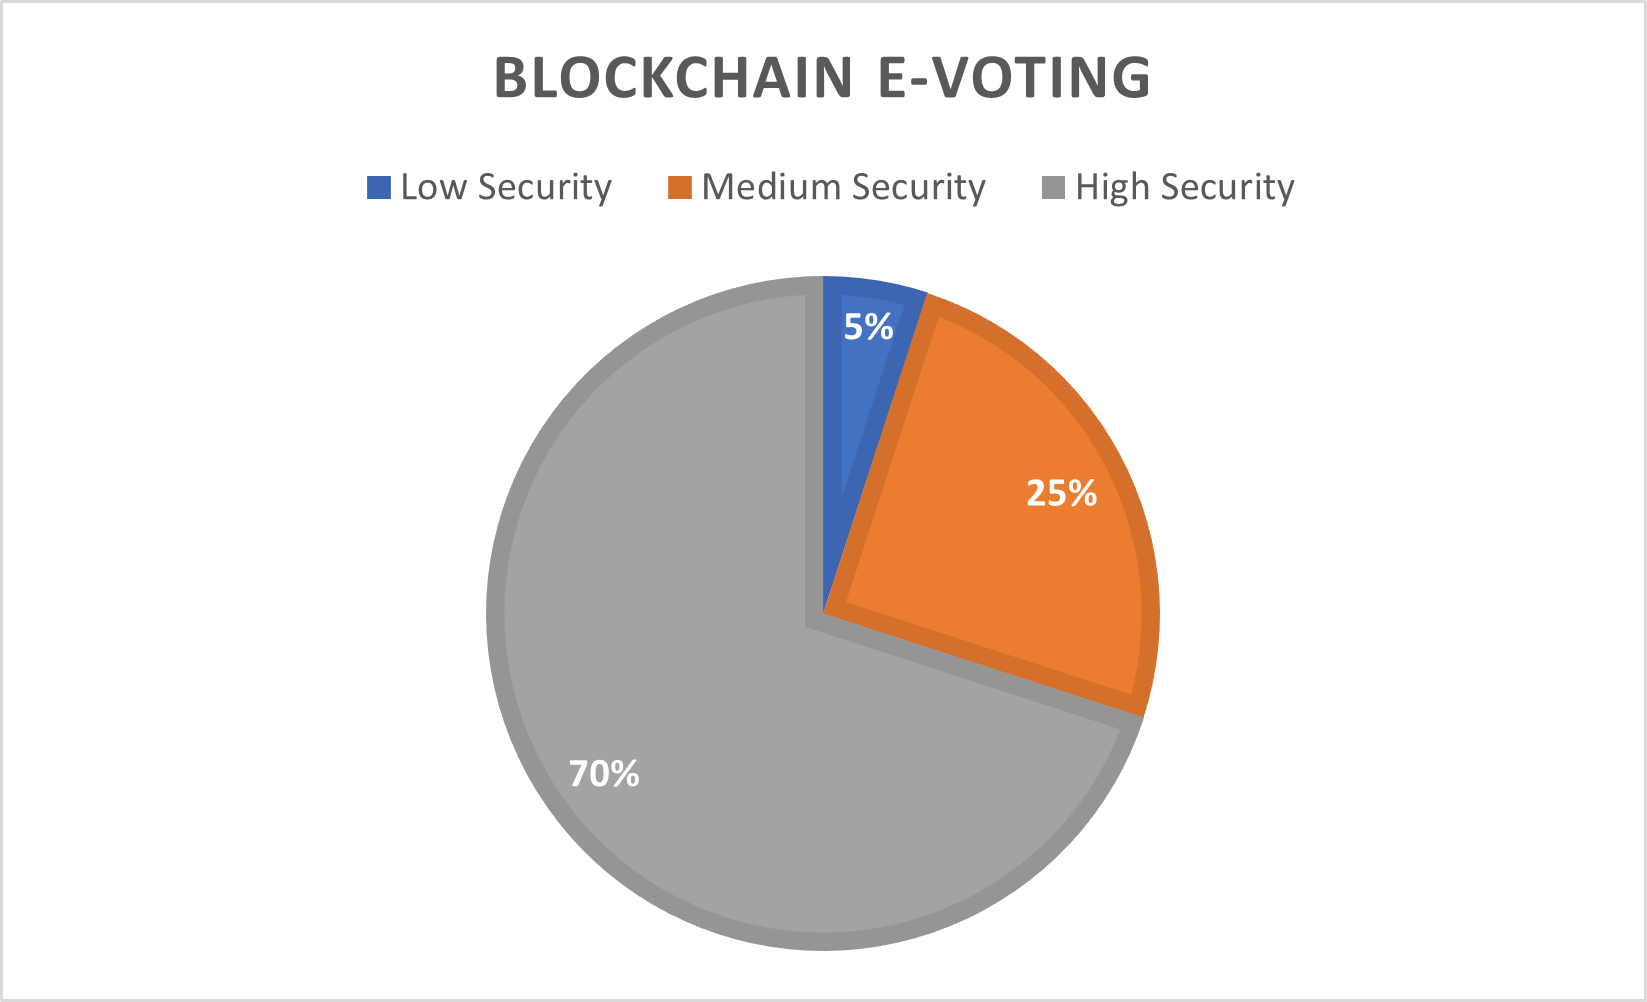 BLOCKCHAIN E-VOTING
Low Security Medium Security High Security
5%
25%
70%